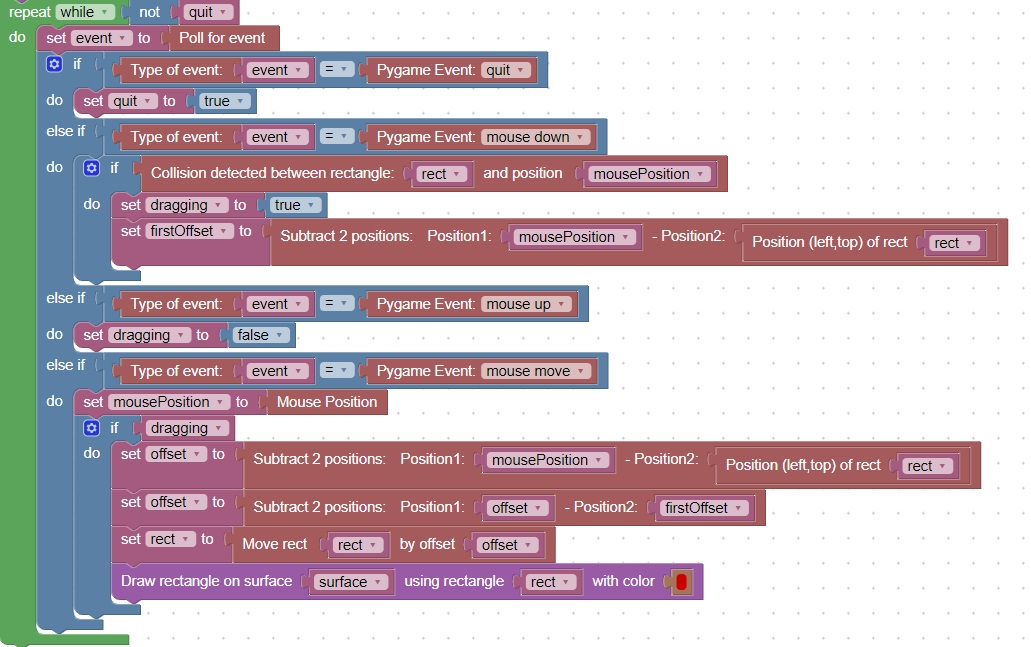 repeat while not quit
do set event to Poll for event
if Type of event: event = Pygame Event: quit
do set quit to true
else if Type of event: event = Pygame Event: mouse down
do if Collision detected between rectangle: rect and position mousePosition
do set dragging to true
set firstOffset to Subtract 2 positions: Position1: mousePosition - Position2: Position (left,top) of rect rect
else if Type of event: event = Pygame Event: mouse up
do set dragging to false
else if Type of event: event = Pygame Event: mouse move
do set mousePosition to Mouse Position
if dragging
do set offset to Subtract 2 positions: Position1: mousePosition - Position2: Position (left,top) of rect rect
set offset to Subtract 2 positions: Position1: offset - Position2: firstOffset
set rect to Move rect rect by offset offset
Draw rectangle on surface surface using rectangle rect with color